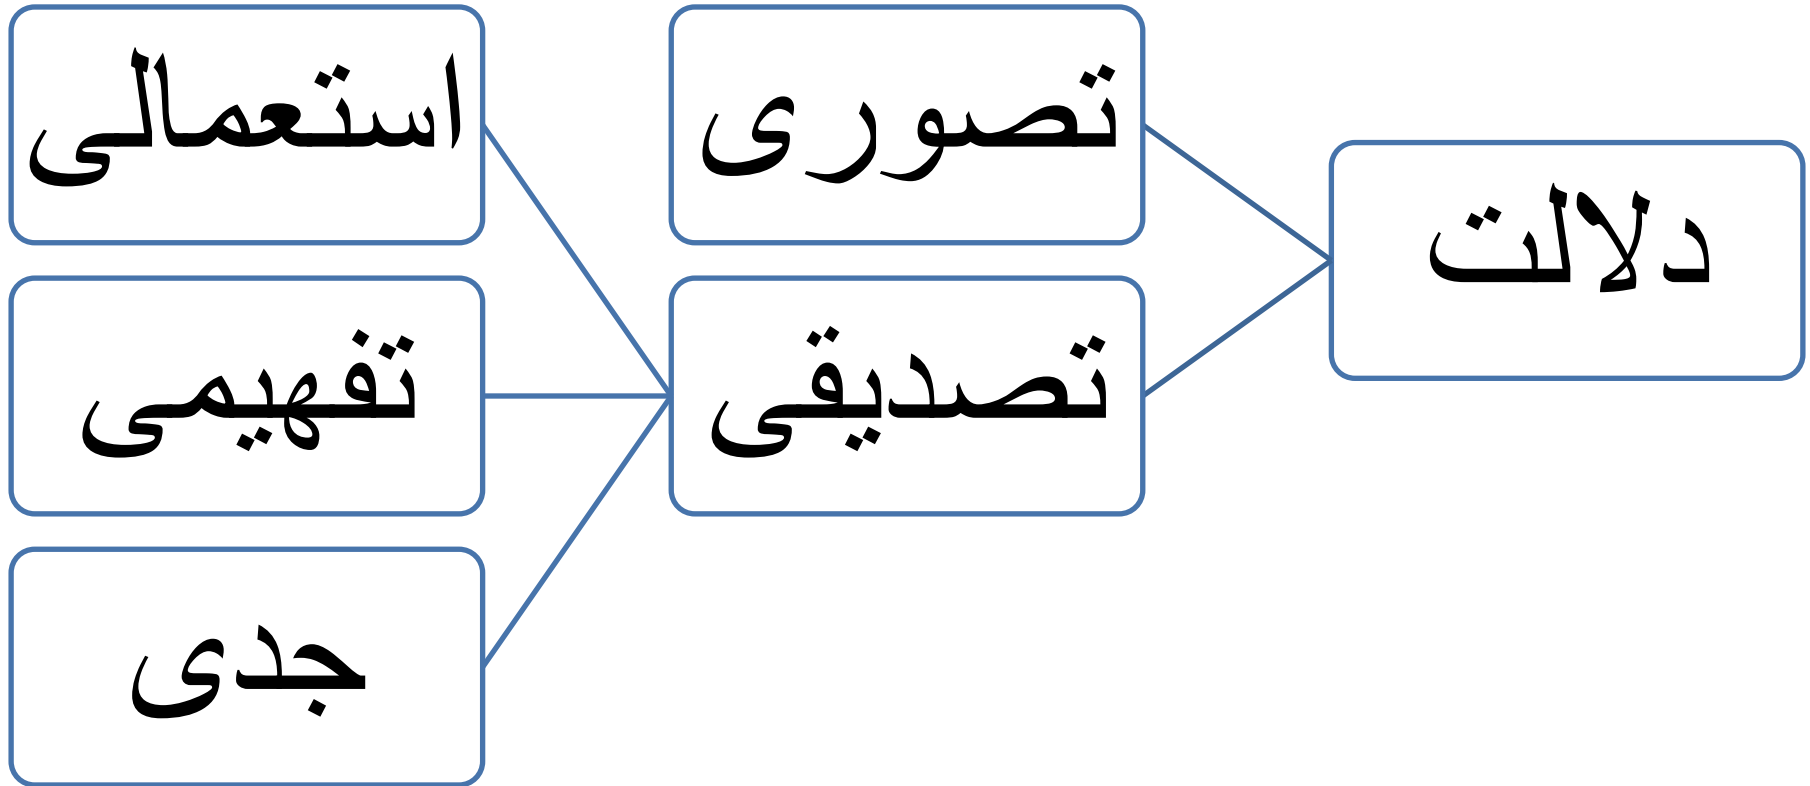 دلالت
تصوری
تصدیقی
استعمالی
تفهیمی
جدی